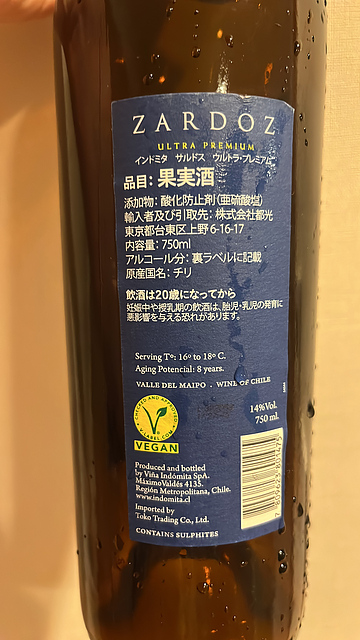 ZARDOZ
ULTRA PREMIUM
インドミタ サルドス ウルトラ・プレミアム
品目: 果実酒
添加物: 酸化防止剤(亜硫酸塩)
輸入者及び引取先: 株式会社都光
東京都台東区上野 6-16-17
内容量: 750ml
アルコール分: 裏ラベルに記載
原産国名: チリ
飲酒は20歳になってから
妊娠中や授乳期の飲酒は、胎児・乳児の発育に
悪影響を与える恐れがあります。
Serving Tº: 16º to 18º C.
Aging Potencial: 8 years.
VALLE DEL MAIPO . WINE OF CHILE
14%Vol.
750 ml.
CHECKED AND APPROVED
V-LABEL.COM
VEGAN
Produced and bottled
by Viña Indómita SpA.
MáximoValdés 4135.
Región Metropolitana, Chile.
www.indomita.cl
Imported by
Toko Trading Co., Ltd.
CONTAINS SULPHITES